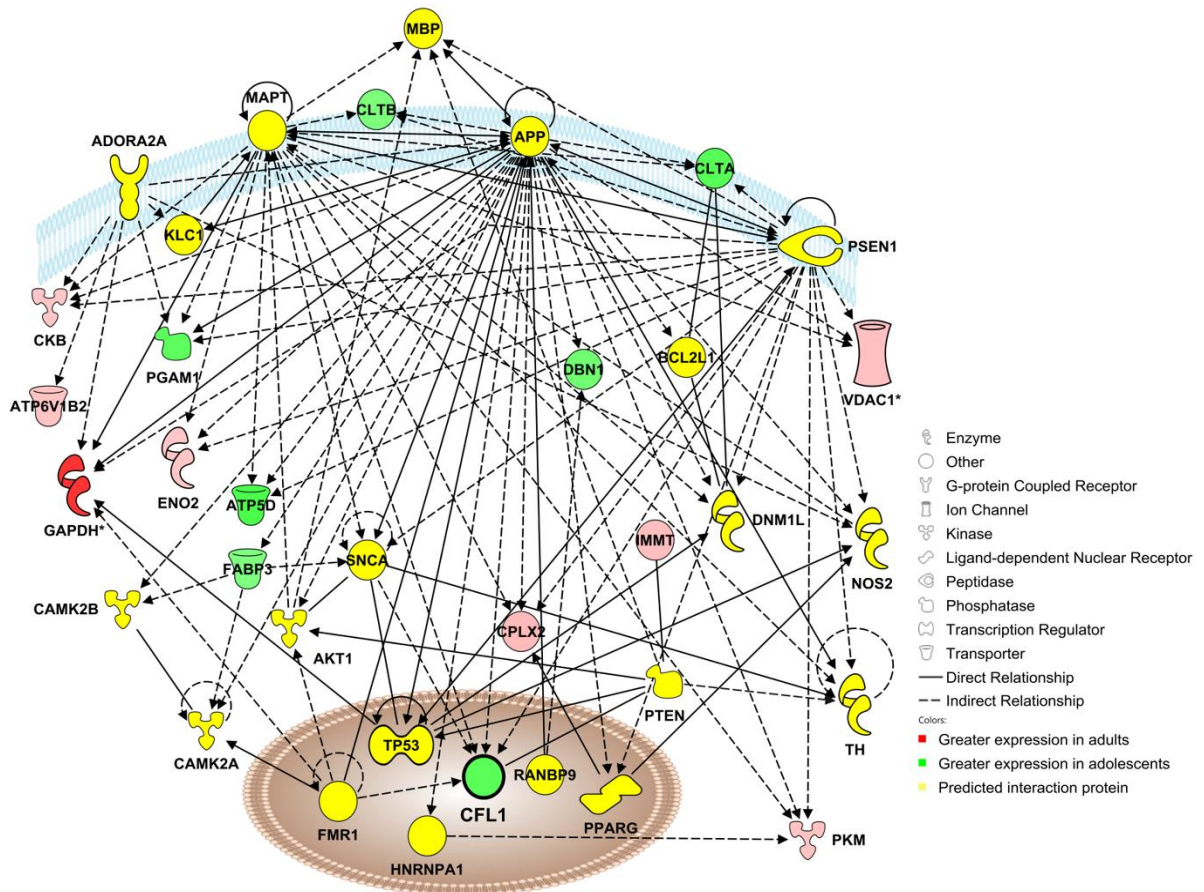 MBP
MAPT
CLTB
APP
ADORA2A
CLTA
KLC1
PSEN1
CKB
PGAM1
DBN1
BCL2L1
VDAC1*
ATP6V1B2
ENO2
GAPDH*
ATP5D
DNM1L
IMMT
SNCA
NOS2
FABP3
CAMK2B
AKT1
CPLX2
PTEN
TH
TP53
CAMK2A
RANBP9
CFL1
PPARG
FMR1
HNRNPA1
PKM
Enzyme
Other
G-protein Coupled Receptor
Ion Channel
Kinase
Ligand-dependent Nuclear Receptor
Peptidase
Phosphatase
Transcription Regulator
Transporter
Direct Relationship
Indirect Relationship
Colors:
Greater expression in adults
Greater expression in adolescents
Predicted interaction protein